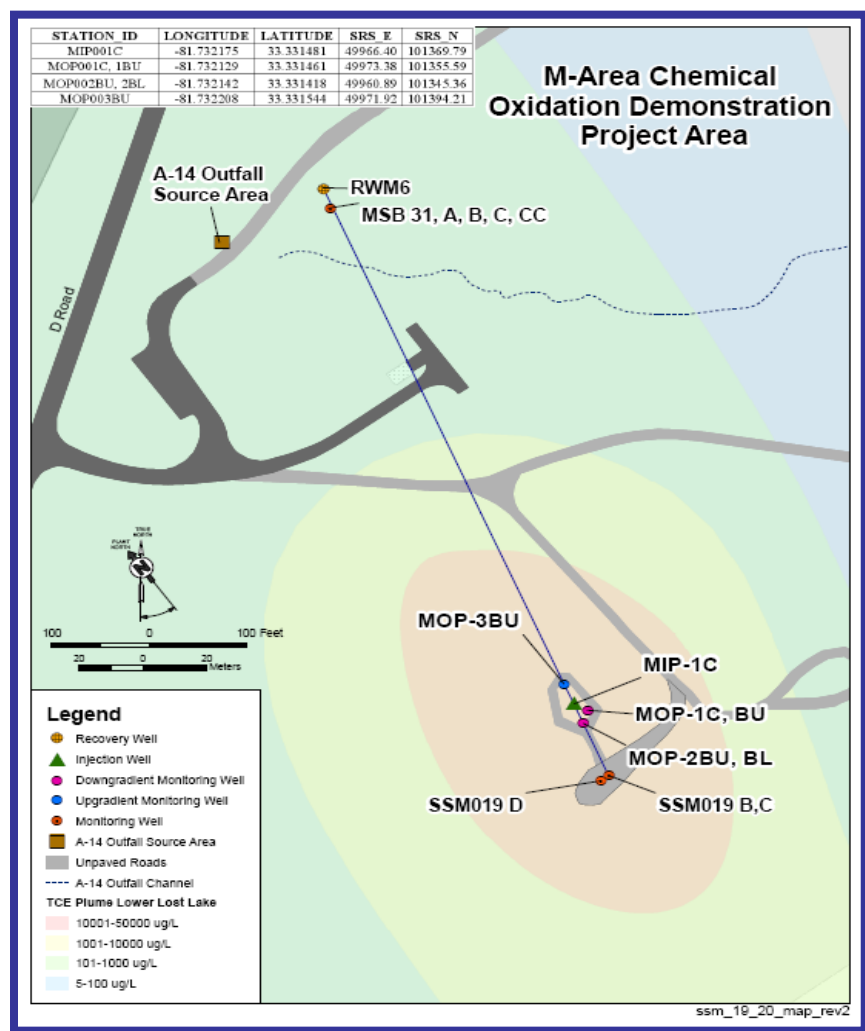 STATION_ID LONGITUDE LATITUDE SRS_E SRS_N
MIP001C -81.732175 33.331481 49966.40 101369.79
MOP001C, 1BU -81.732129 33.331461 49973.38 101355.59
MOP002BU, 2BL -81.732142 33.331418 49960.89 101345.36
MOP003BU -81.732208 33.331544 49971.92 101394.21
M-Area Chemical
Oxidation Demonstration
Project Area
A-14 Outfall
Source Area
RWM6
MSB 31, A, B, C, CC
D Road
TRUE
NORTH
PLANT
NORTH
N
100 0 100 Feet
20 0 20
Meters
MOP-3BU
MIP-1C
MOP-1C, BU
MOP-2BU, BL
SSM019 D
SSM019 B,C
Legend
Recovery Well
Injection Well
Downgradient Monitoring Well
Upgradient Monitoring Well
Monitoring Well
A-14 Outfall Source Area
Unpaved Roads
A-14 Outfall Channel
TCE Plume Lower Lost Lake
10001-50000 ug/L
1001-10000 ug/L
101-1000 ug/L
5-100 ug/L
ssm_19_20_map_rev2